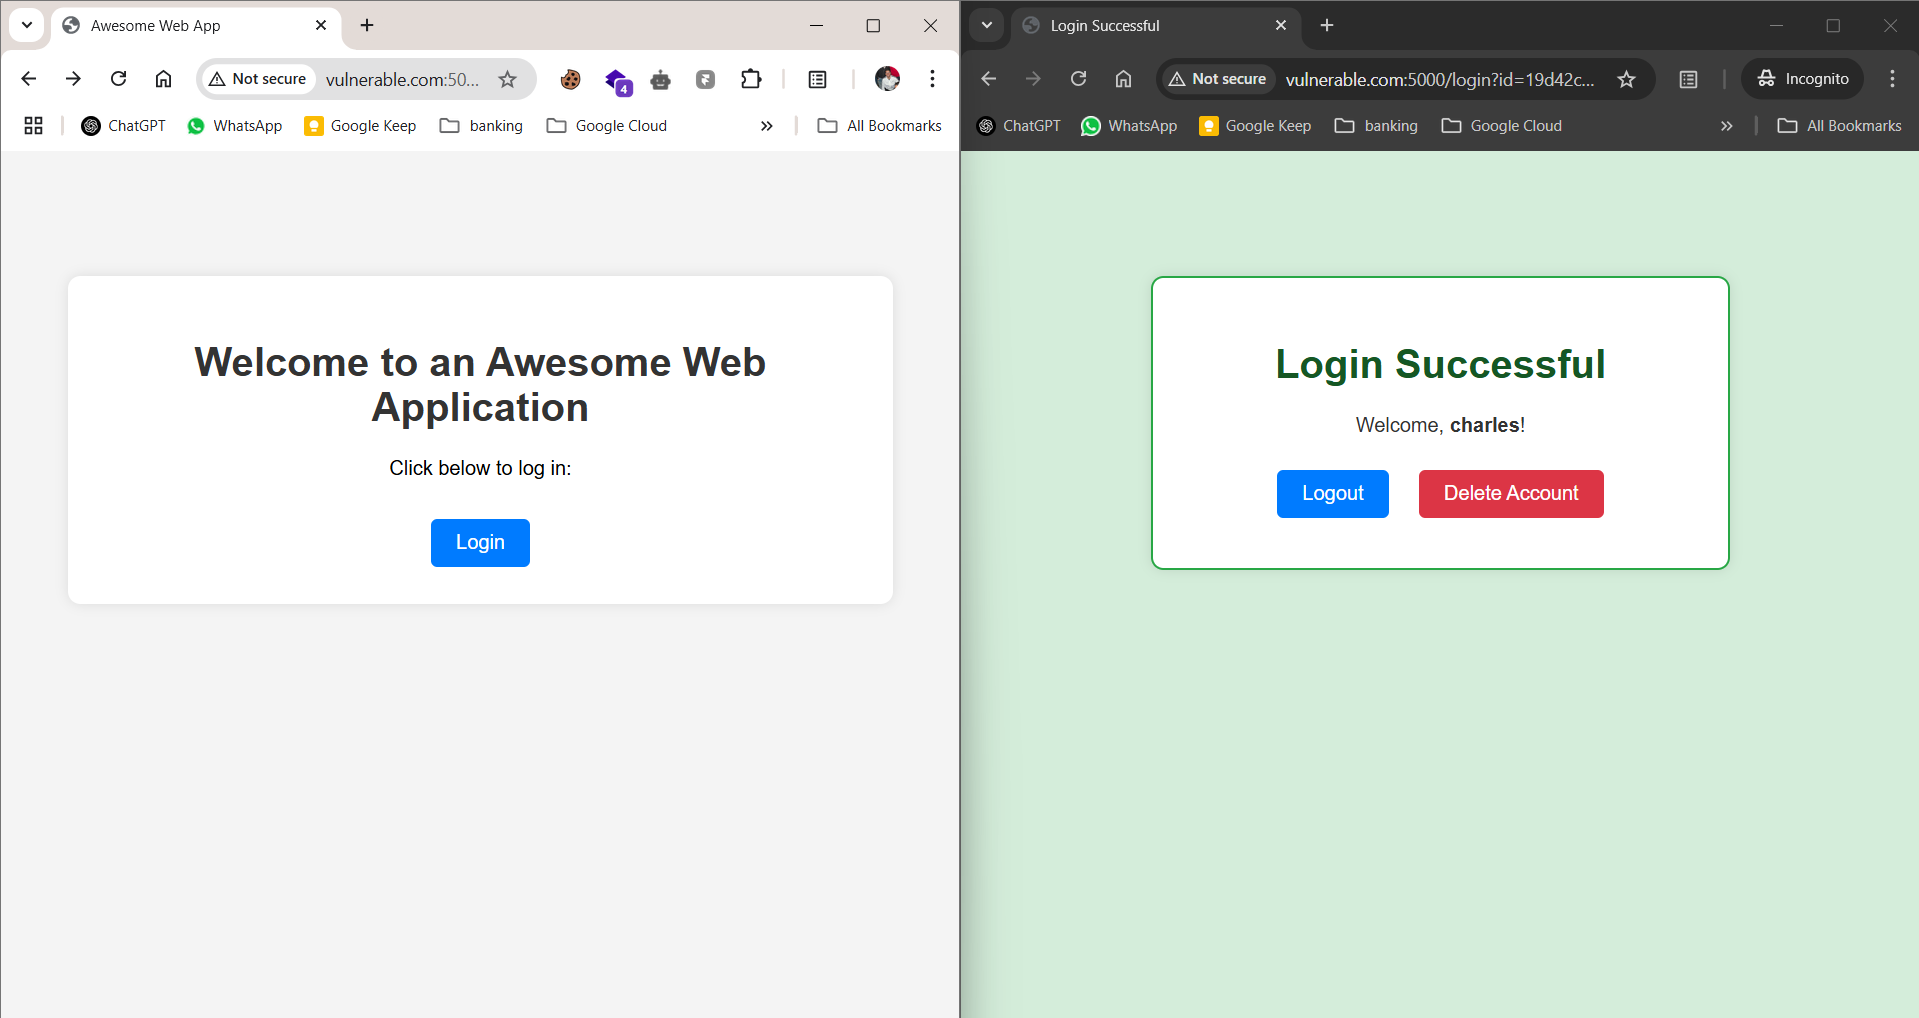 Awesome Web App
Not secure vulnerable.com:50...
4
ChatGPT WhatsApp Google Keep banking Google Cloud All Bookmarks
Welcome to an Awesome Web
Application
Click below to log in:
Login
Login Successful
Not secure vulnerable.com:5000/login?id=19d42c... Incognito
ChatGPT WhatsApp Google Keep banking Google Cloud All Bookmarks
Login Successful
Welcome, charles!
Logout Delete Account